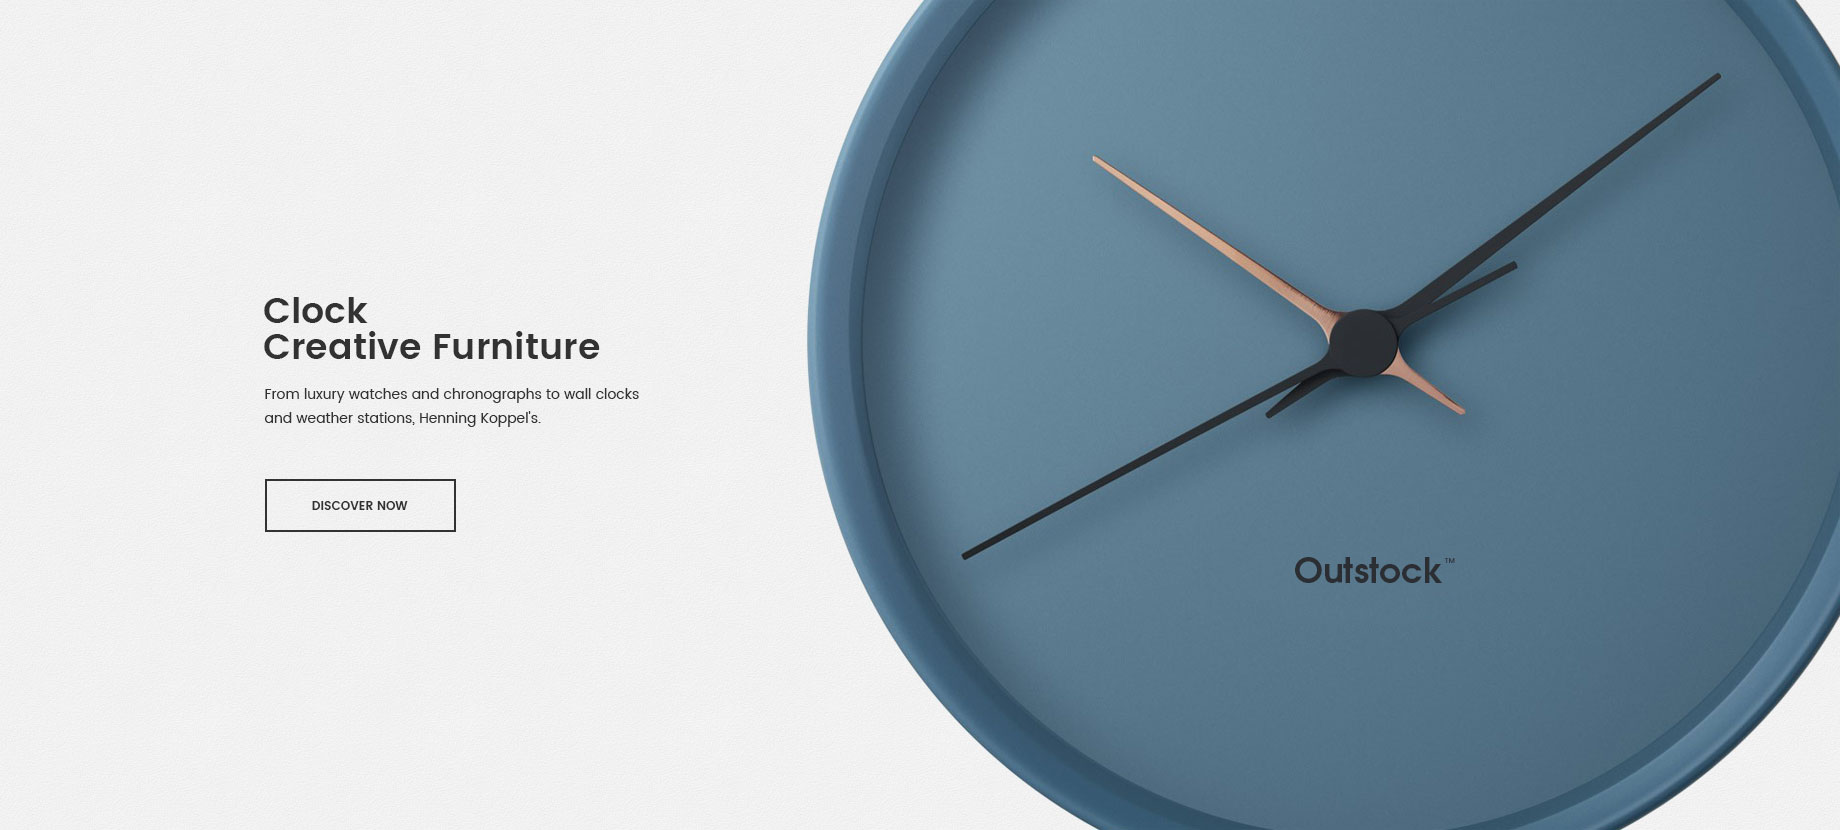 Clock
Creative Furniture
From luxury watches and chronographs to wall clocks
and weather stations, Henning Koppel's.
DISCOVER NOW
Outstock™